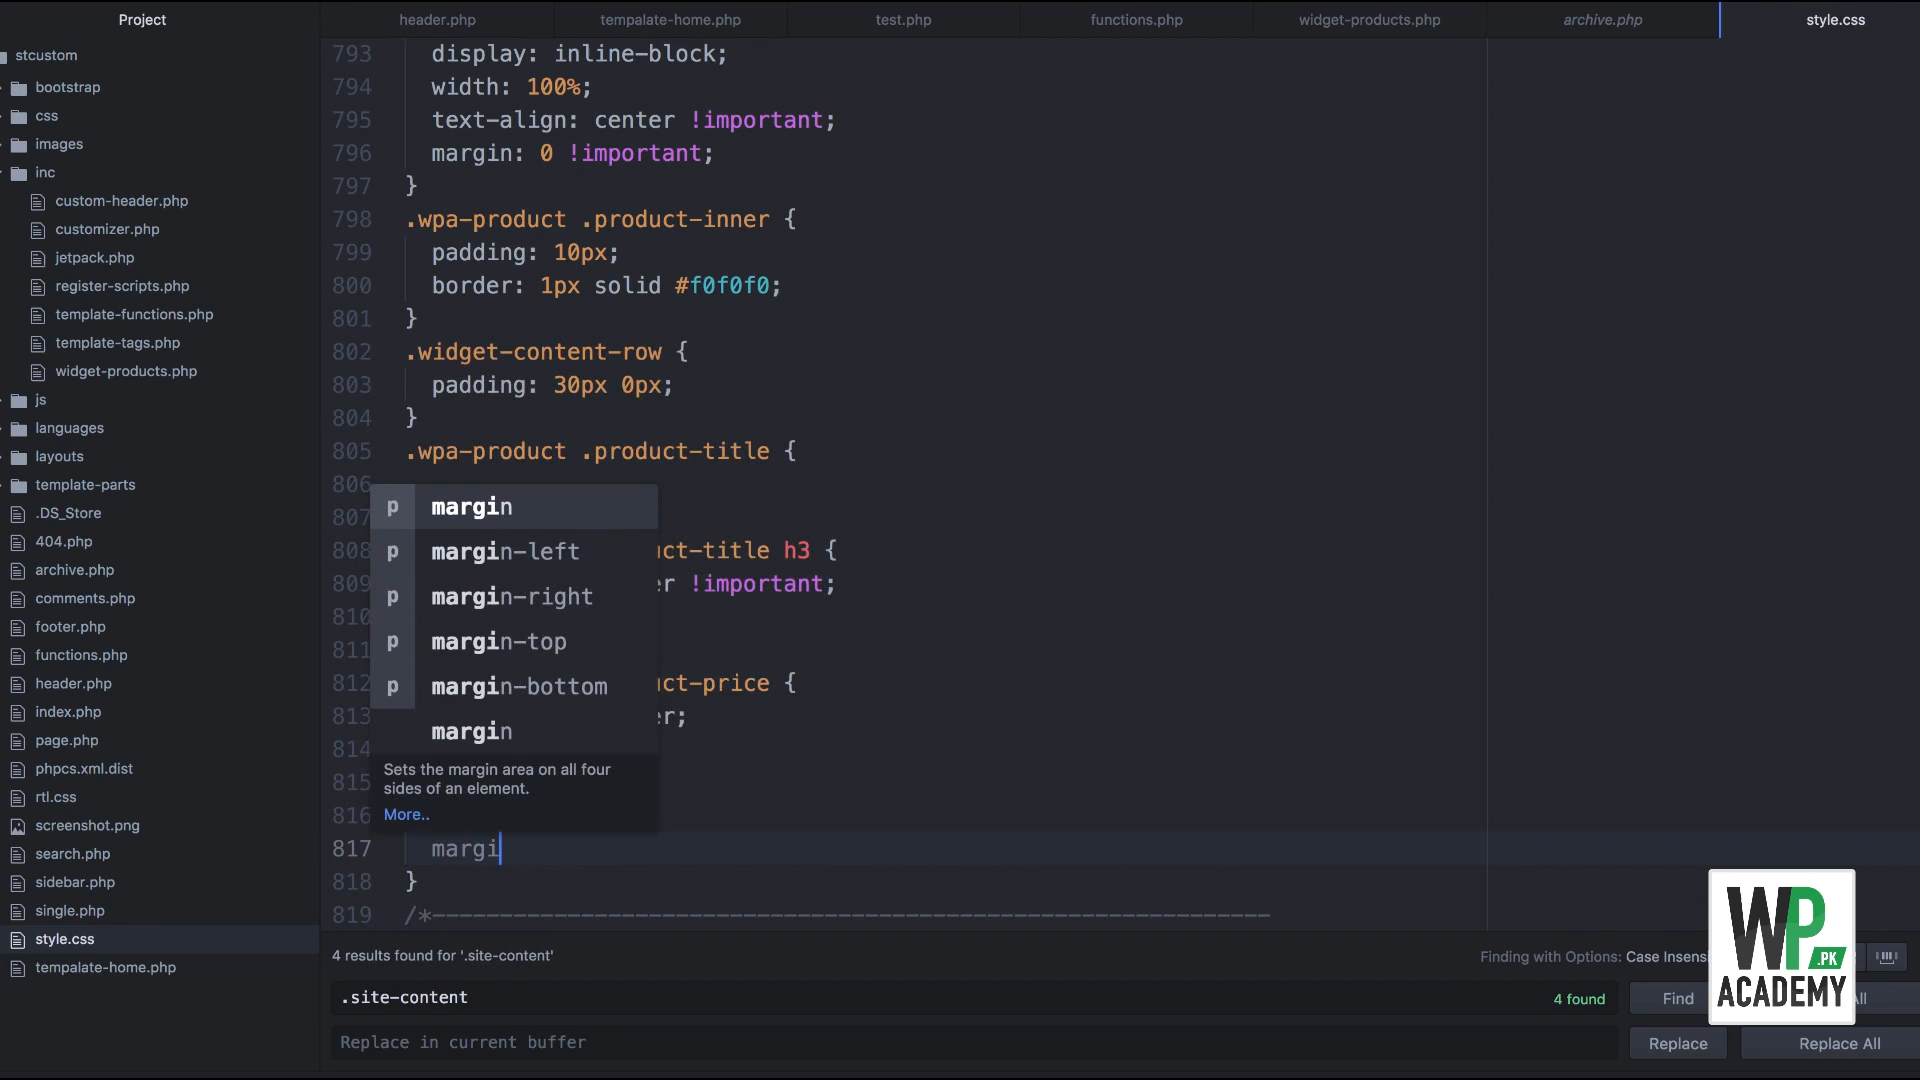 Project
header.php
tempalate-home.php
test.php
functions.php
widget-products.php
archive.php
style.css
stcustom
bootstrap
css
images
inc
custom-header.php
customizer.php
jetpack.php
register-scripts.php
template-functions.php
template-tags.php
widget-products.php
js
languages
layouts
template-parts
.DS_Store
404.php
archive.php
comments.php
footer.php
functions.php
header.php
index.php
page.php
phpcs.xml.dist
rtl.css
screenshot.png
search.php
sidebar.php
single.php
style.css
tempalate-home.php
793 display: inline-block;
794 width: 100%;
795 text-align: center !important;
796 margin: 0 !important;
797 }
798 .wpa-product .product-inner {
799 padding: 10px;
800 border: 1px solid #f0f0f0;
801 }
802 .widget-content-row {
803 padding: 30px 0px;
804 }
805 .wpa-product .product-title {
806
807
808 ct-title h3 {
809 r !important;
810
811
812 ct-price {
813 r;
814
815
816
817 margi
818 }
819 /*--------------------------------------------------------------
p margin
p margin-left
p margin-right
p margin-top
p margin-bottom
margin
Sets the margin area on all four
sides of an element.
More..
4 results found for '.site-content'
Finding with Options: Case Insensi
.site-content
4 found
Find
All
Replace in current buffer
Replace
Replace All
WP
.PK
ACADEMY